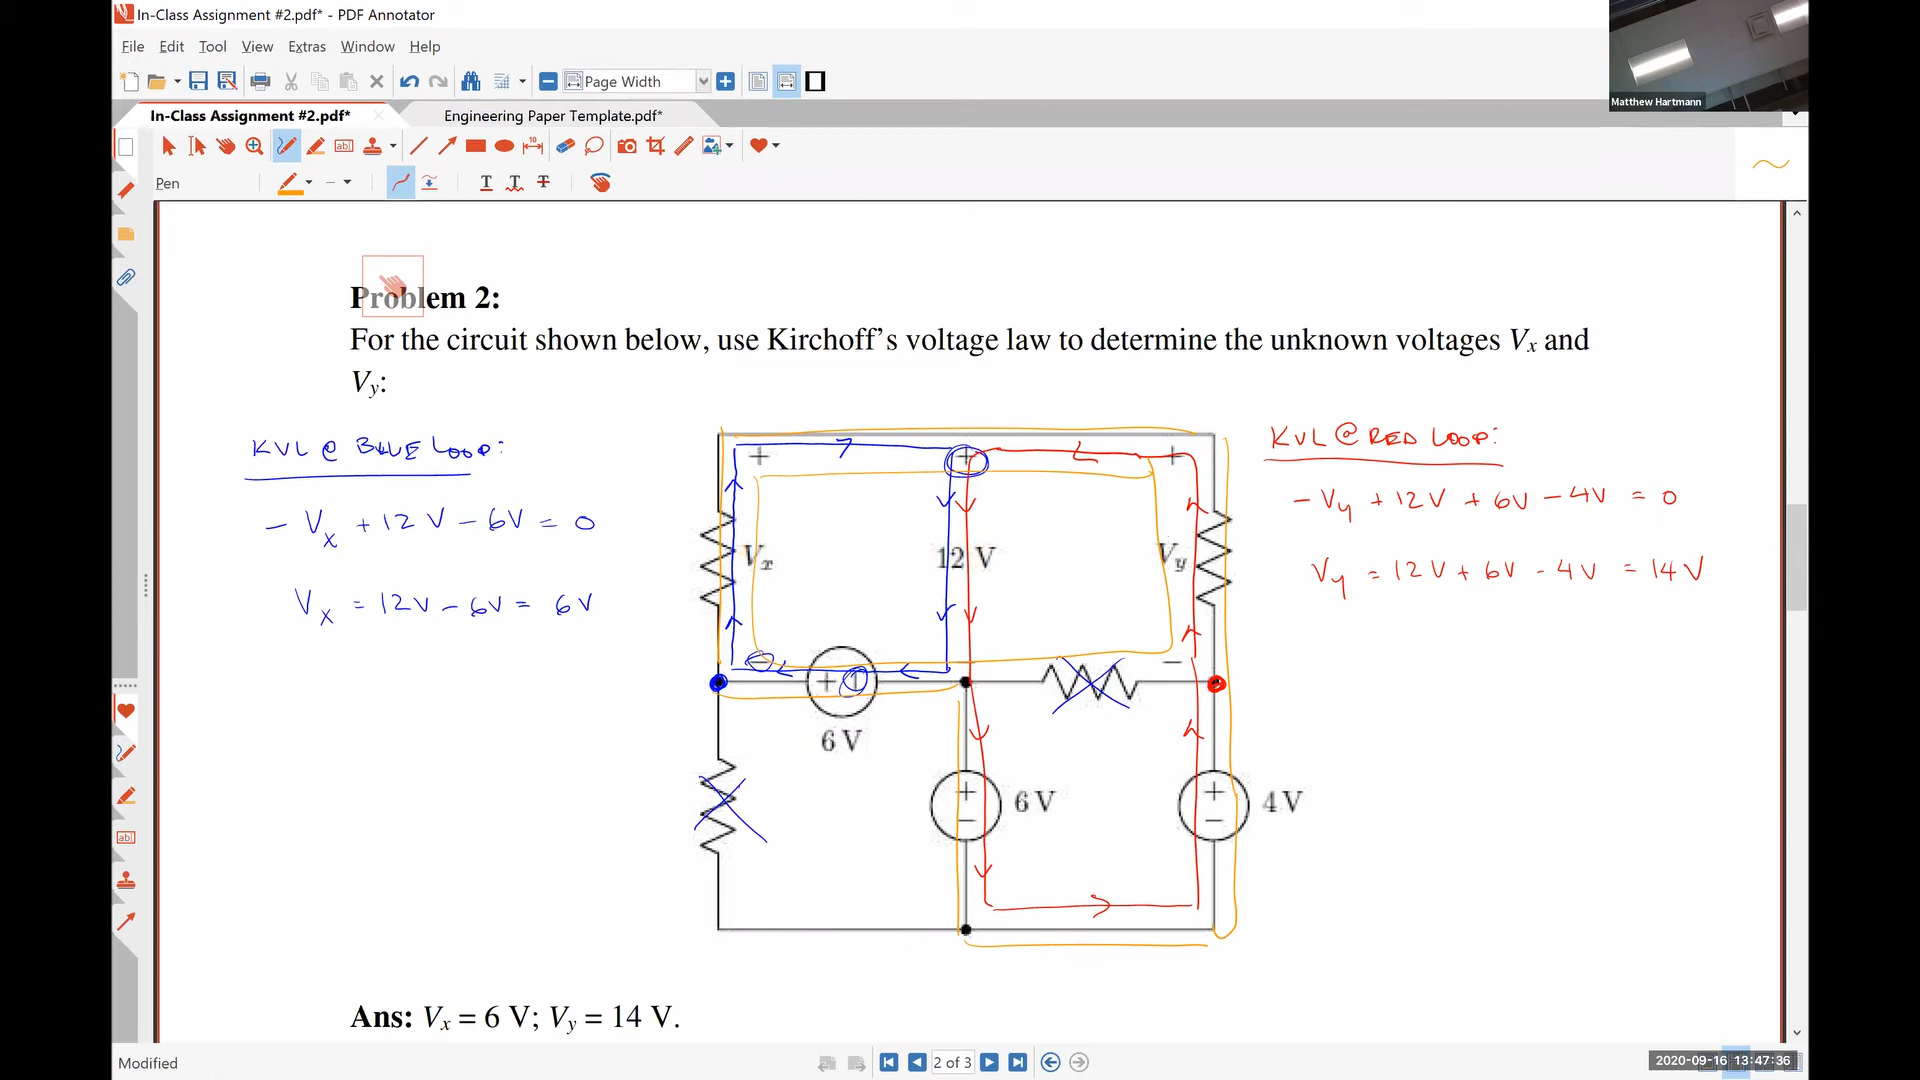 In-Class Assignment #2.pdf* - PDF Annotator
File Edit Tool View Extras Window Help
Page Width
Matthew Hartmann
In-Class Assignment #2.pdf* Engineering Paper Template.pdf*
Pen
Problem 2:
For the circuit shown below, use Kirchoff's voltage law to determine the unknown voltages Vx and
Vy:
KVL @ BLUE LOOP:
- Vx + 12 V - 6V = 0
Vx = 12V - 6V = 6V
+ + +
Vx 12 V Vy
- - -
+ -
6 V
+ - 6 V
+ - 4 V
KVL @ RED LOOP:
- Vy + 12V + 6V - 4V = 0
Vy = 12V + 6V - 4V = 14V
Ans: Vx = 6 V; Vy = 14 V.
Modified
2 of 3
2020-09-16 13:47:36